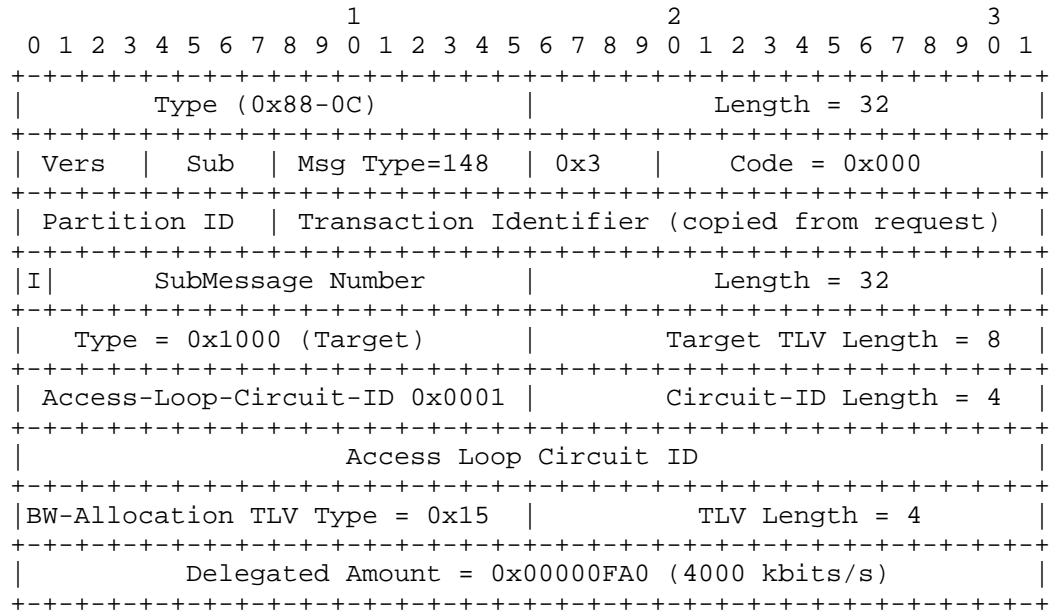 1                   2                   3
 0 1 2 3 4 5 6 7 8 9 0 1 2 3 4 5 6 7 8 9 0 1 2 3 4 5 6 7 8 9 0 1
+-+-+-+-+-+-+-+-+-+-+-+-+-+-+-+-+-+-+-+-+-+-+-+-+-+-+-+-+-+-+-+-+
|        Type (0x88-0C)         |           Length = 32         |
+-+-+-+-+-+-+-+-+-+-+-+-+-+-+-+-+-+-+-+-+-+-+-+-+-+-+-+-+-+-+-+-+
| Vers  |  Sub  | Msg Type=148  | 0x3   |    Code = 0x000       |
+-+-+-+-+-+-+-+-+-+-+-+-+-+-+-+-+-+-+-+-+-+-+-+-+-+-+-+-+-+-+-+-+
| Partition ID  | Transaction Identifier (copied from request)  |
+-+-+-+-+-+-+-+-+-+-+-+-+-+-+-+-+-+-+-+-+-+-+-+-+-+-+-+-+-+-+-+-+
|I|      SubMessage Number      |           Length = 32         |
+-+-+-+-+-+-+-+-+-+-+-+-+-+-+-+-+-+-+-+-+-+-+-+-+-+-+-+-+-+-+-+-+
|   Type = 0x1000 (Target)      |        Target TLV Length = 8  |
+-+-+-+-+-+-+-+-+-+-+-+-+-+-+-+-+-+-+-+-+-+-+-+-+-+-+-+-+-+-+-+-+
| Access-Loop-Circuit-ID 0x0001 |        Circuit-ID Length = 4  |
+-+-+-+-+-+-+-+-+-+-+-+-+-+-+-+-+-+-+-+-+-+-+-+-+-+-+-+-+-+-+-+-+
|                    Access Loop Circuit ID                     |
+-+-+-+-+-+-+-+-+-+-+-+-+-+-+-+-+-+-+-+-+-+-+-+-+-+-+-+-+-+-+-+-+
|BW-Allocation TLV Type = 0x15  |          TLV Length = 4       |
+-+-+-+-+-+-+-+-+-+-+-+-+-+-+-+-+-+-+-+-+-+-+-+-+-+-+-+-+-+-+-+-+
|          Delegated Amount = 0x00000FA0 (4000 kbits/s)         |
+-+-+-+-+-+-+-+-+-+-+-+-+-+-+-+-+-+-+-+-+-+-+-+-+-+-+-+-+-+-+-+-+